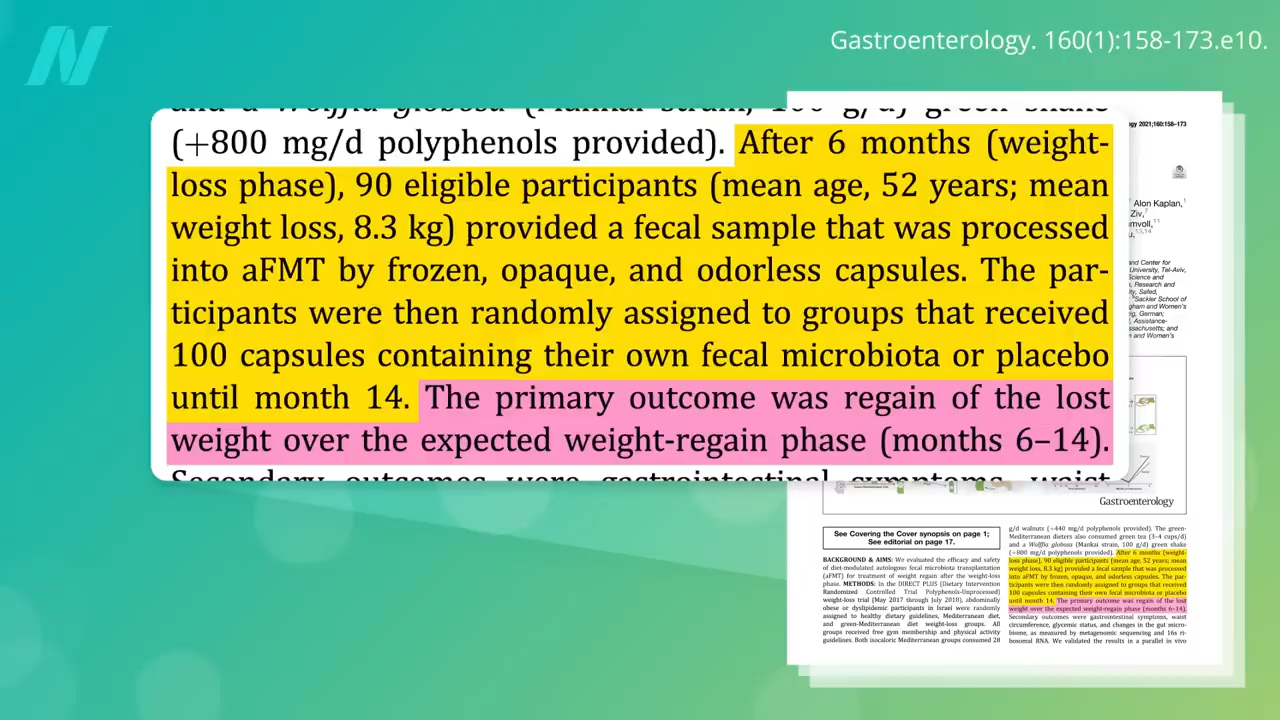 Gastroenterology. 160(1):158-173.e10.
(+800 mg/d polyphenols provided). After 6 months (weight-
loss phase), 90 eligible participants (mean age, 52 years; mean
weight loss, 8.3 kg) provided a fecal sample that was processed
into aFMT by frozen, opaque, and odorless capsules. The par-
ticipants were then randomly assigned to groups that received
100 capsules containing their own fecal microbiota or placebo
until month 14. The primary outcome was regain of the lost
weight over the expected weight-regain phase (months 6–14).
Secondary outcomes were gastrointestinal symptoms, waist
2021;160:158–173
Alon Kaplan,
Ziv,
Gastroenterology
See Covering the Cover synopsis on page 1;
See editorial on page 17.
BACKGROUND & AIMS: We evaluated the efficacy and safety
of diet-modulated autologous fecal microbiota transplantation
(aFMT) for treatment of weight regain after the weight-loss
phase. METHODS: In the DIRECT PLUS (Dietary Intervention
Randomized Controlled Trial Polyphenols-Unprocessed)
weight-loss trial (May 2017 through July 2018), abdominally
obese or dyslipidemic participants in Israel were randomly
assigned to healthy dietary guidelines, Mediterranean diet,
and green-Mediterranean diet weight-loss groups. All
groups received free gym membership and physical activity
guidelines. Both isocaloric Mediterranean groups consumed 28
g/d walnuts (+440 mg/d polyphenols provided). The green-
Mediterranean dieters also consumed green tea (3–4 cups/d)
and a Wolffia globosa (Mankai strain, 100 g/d) green shake
(+800 mg/d polyphenols provided). After 6 months (weight-
loss phase), 90 eligible participants (mean age, 52 years; mean
weight loss, 8.3 kg) provided a fecal sample that was processed
into aFMT by frozen, opaque, and odorless capsules. The par-
ticipants were then randomly assigned to groups that received
100 capsules containing their own fecal microbiota or placebo
until month 14. The primary outcome was regain of the lost
weight over the expected weight-regain phase (months 6–14).
Secondary outcomes were gastrointestinal symptoms, waist
circumference, glycemic status, and changes in the gut micro-
biome, as measured by metagenomic sequencing and 16s ri-
bosomal RNA. We validated the results in a parallel in vivo